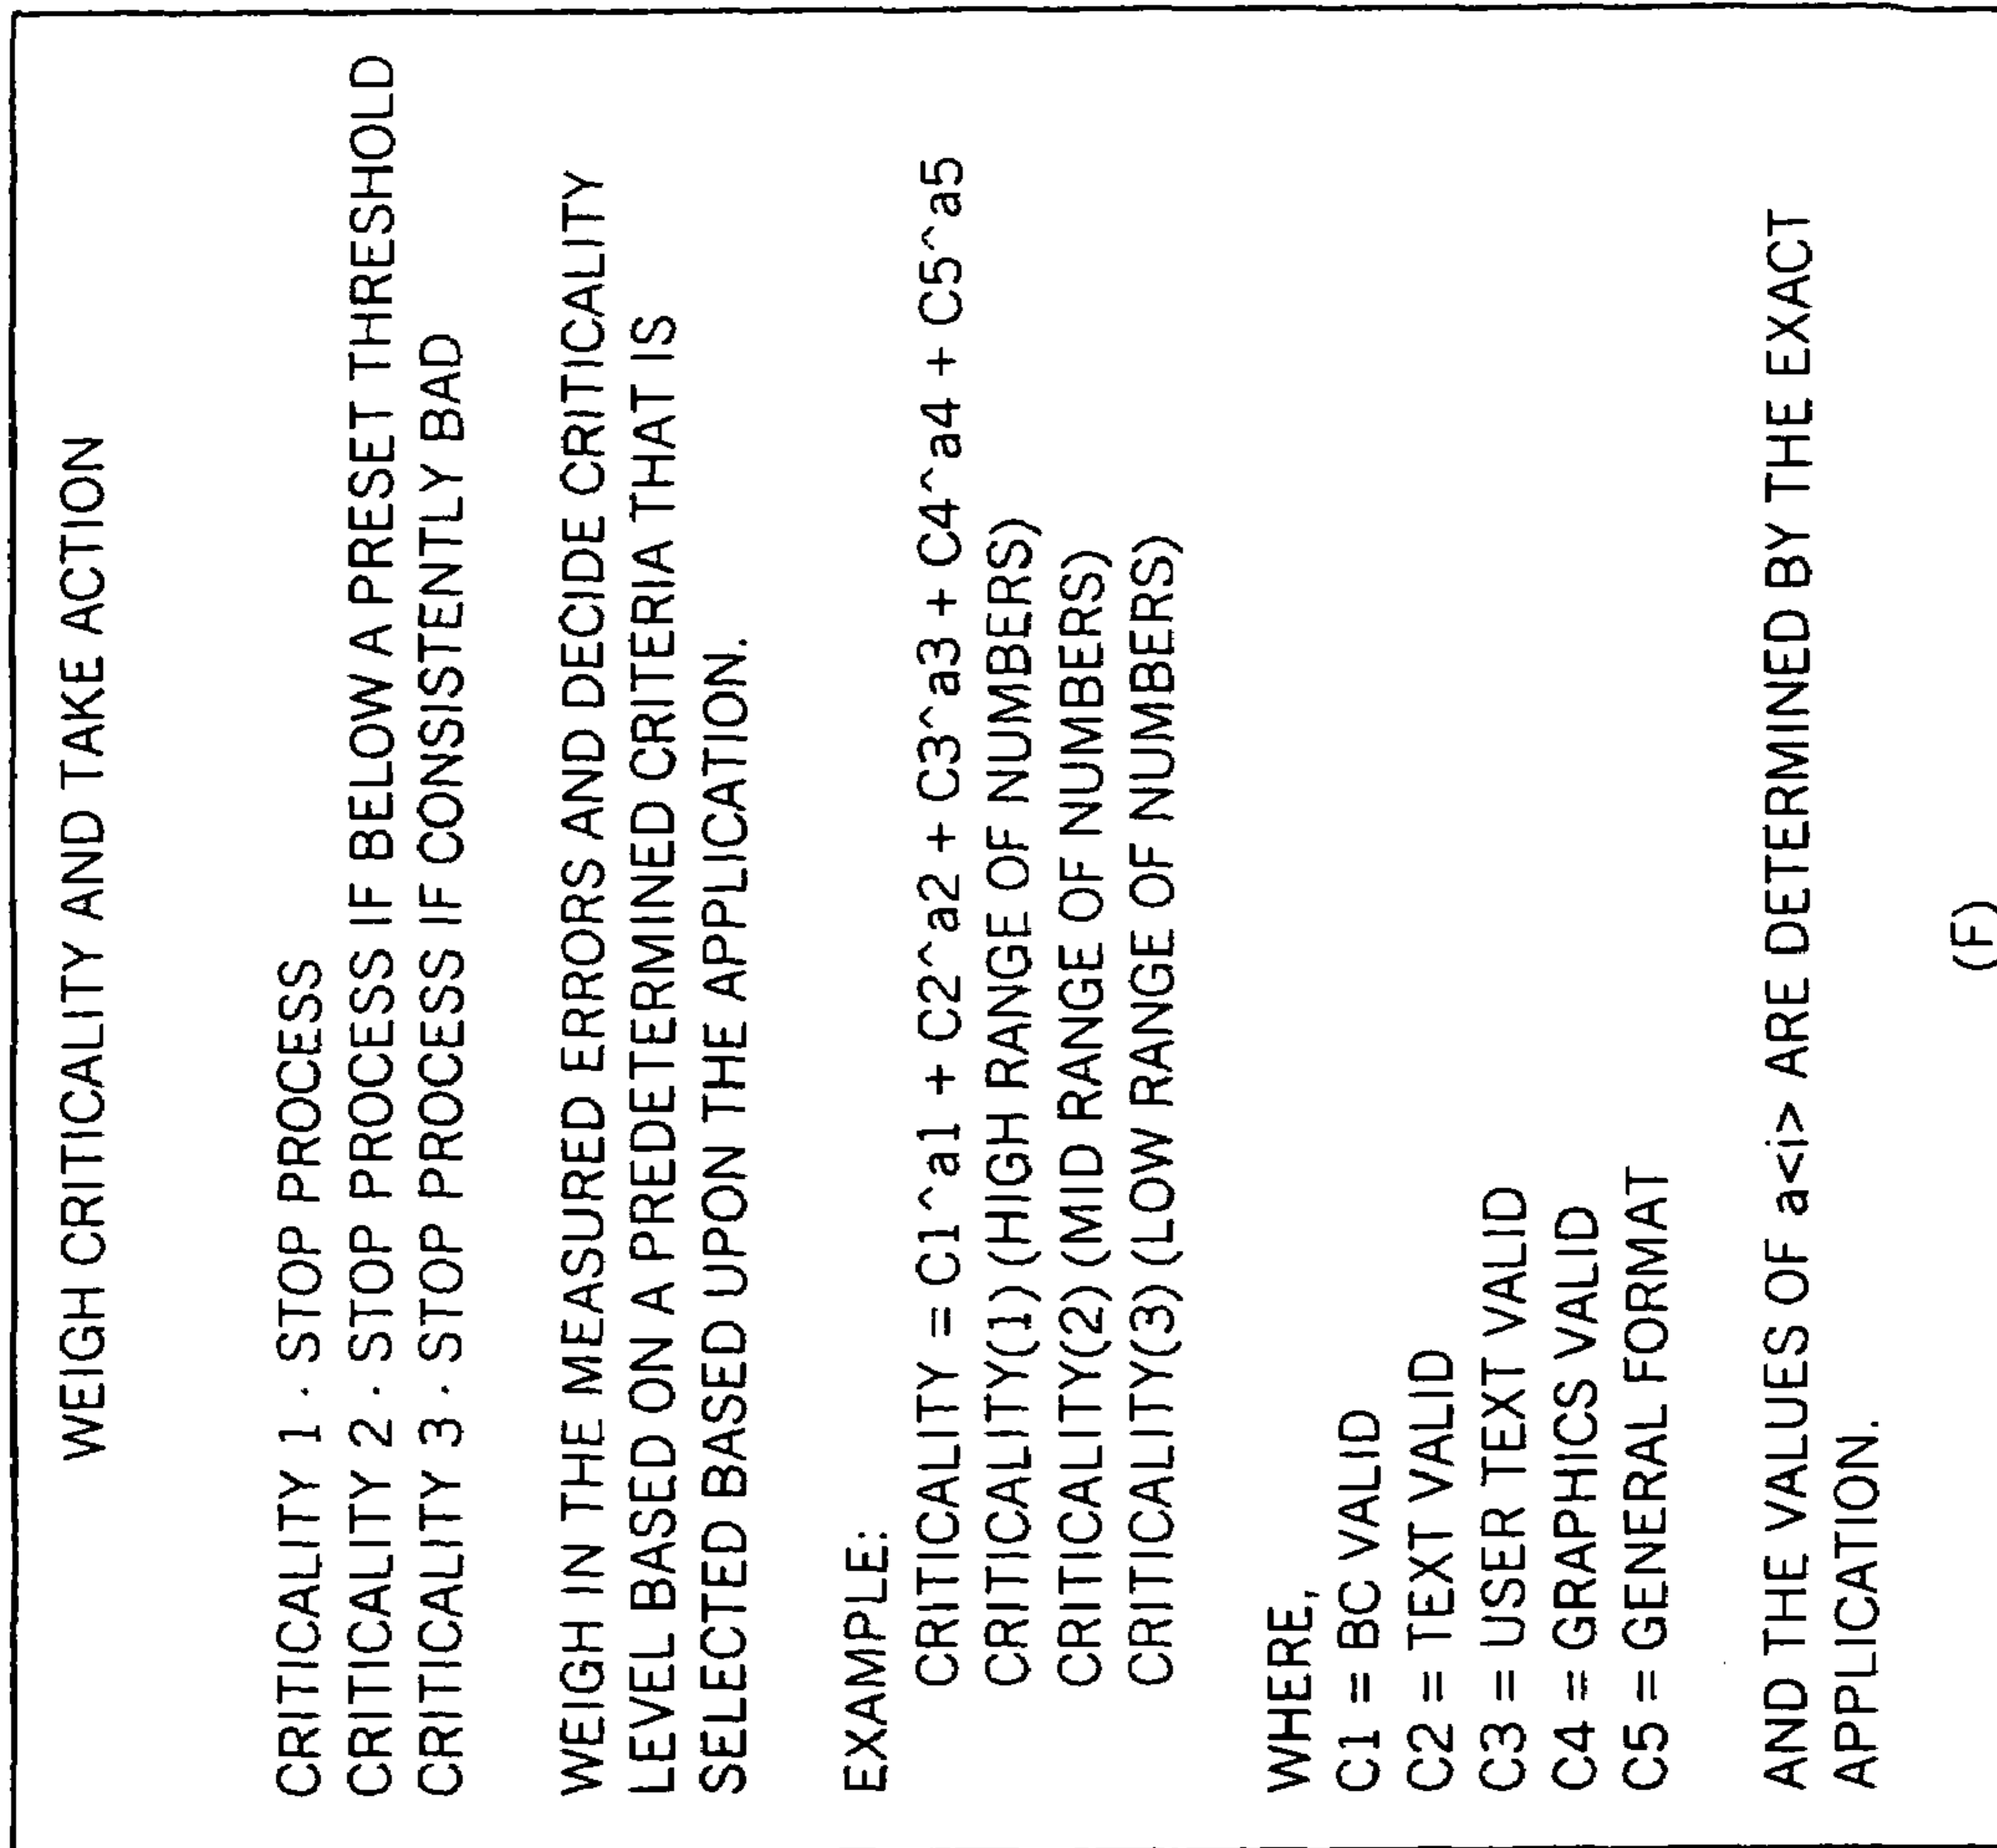 WEIGH CRITICALITY AND TAKE ACTION
CRITICALITY 1 · STOP PROCESS
CRITICALITY 2 · STOP PROCESS IF BELOW A PRESET THRESHOLD
CRITICALITY 3 · STOP PROCESS IF CONSISTENTLY BAD
WEIGH IN THE MEASURED ERRORS AND DECIDE CRITICALITY
LEVEL BASED ON A PREDETERMINED CRITERIA THAT IS
SELECTED BASED UPON THE APPLICATION.
EXAMPLE:
CRITICALITY = C1^a1 + C2^a2 + C3^a3 + C4^a4 + C5^a5
CRITICALITY(1) (HIGH RANGE OF NUMBERS)
CRITICALITY(2) (MID RANGE OF NUMBERS)
CRITICALITY(3) (LOW RANGE OF NUMBERS)
WHERE,
C1 = BC VALID
C2 = TEXT VALID
C3 = USER TEXT VALID
C4 = GRAPHICS VALID
C5 = GENERAL FORMAT
AND THE VALUES OF a<i> ARE DETERMINED BY THE EXACT
APPLICATION.
(F)